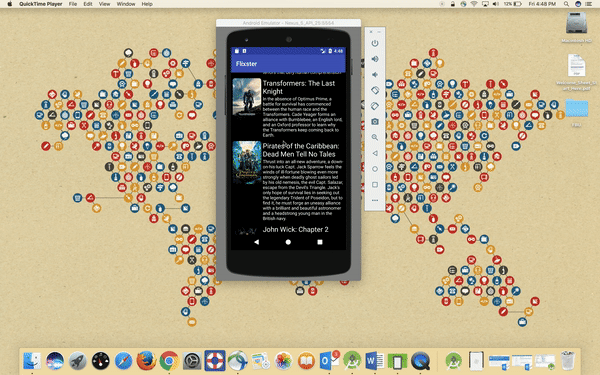 QuickTime Player File Edit View Window Help
12% Fri 4:48 PM
Android Emulator - Nexus_5_API_25:5554
4:48
Flixster
Transformers: The Last
Knight
In the absence of Optimus Prime, a
battle for survival has commenced
between the human race and the
Transformers. Cade Yeager forms an
alliance with Bumblebee, an English lord,
and an Oxford professor to learn why
the Transformers keep coming back to
Earth.
Pirates of the Caribbean:
Dead Men Tell No Tales
Thrust into an all-new adventure, a down-
on-his-luck Capt. Jack Sparrow feels the
winds of ill-fortune blowing even more
strongly when deadly ghost sailors led
by his old nemesis, the evil Capt. Salazar,
escape from the Devil's Triangle. Jack's
only hope of survival lies in seeking out
the legendary Trident of Poseidon, but to
find it, he must forge an uneasy alliance
with a brilliant and beautiful astronomer
and a headstrong young man in the
British navy.
John Wick: Chapter 2